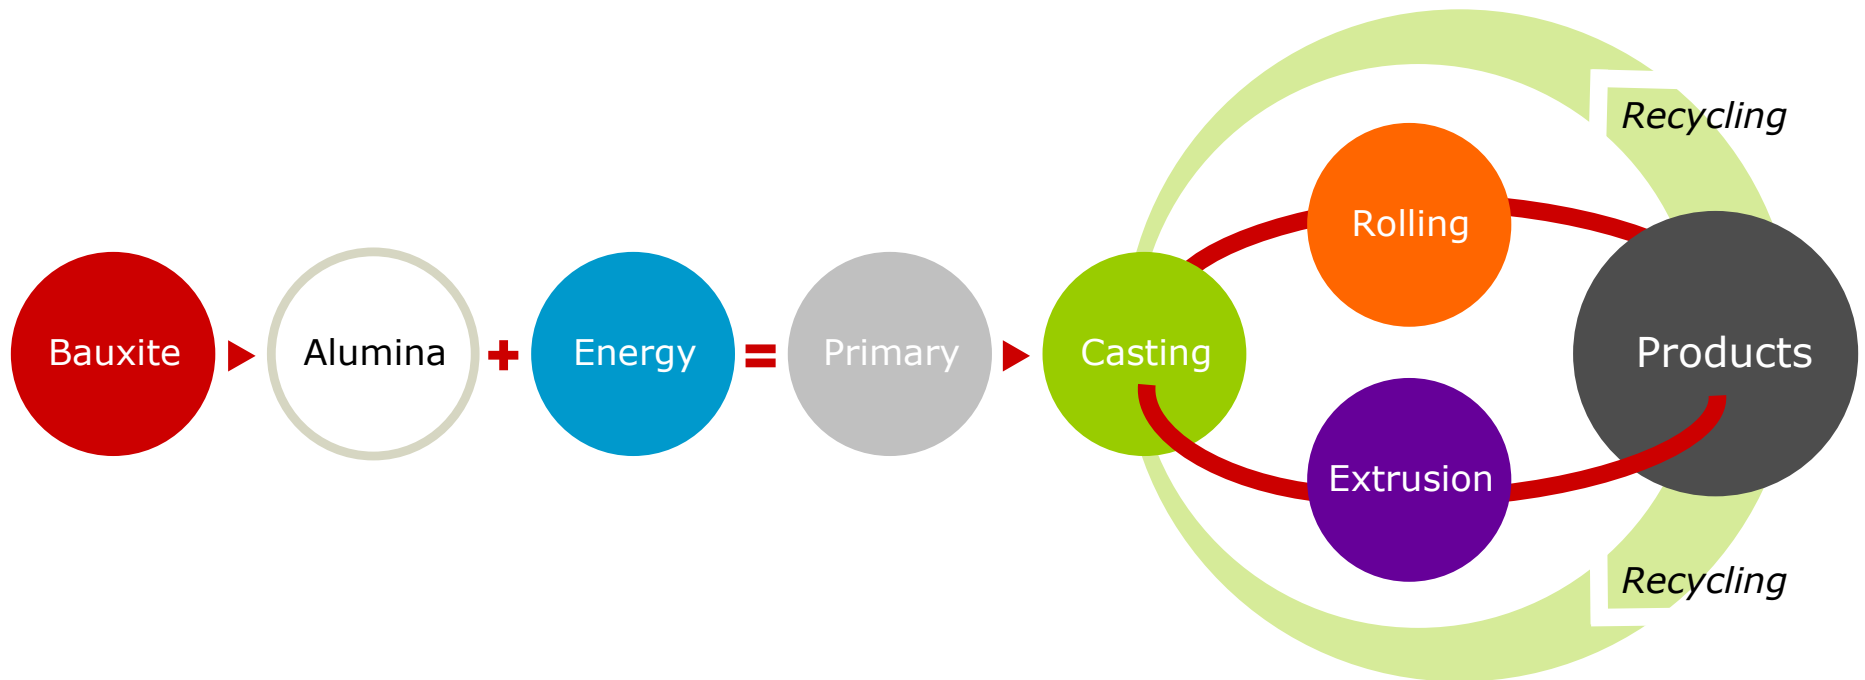 Recycling
Rolling
Bauxite
Alumina
Energy
Primary
Casting
Products
Extrusion
Recycling